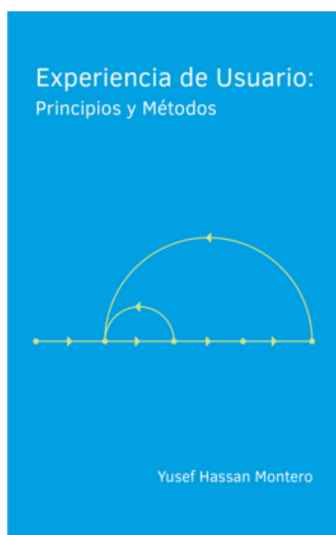 Experiencia de Usuario:
Principios y Métodos
Yusef Hassan Montero